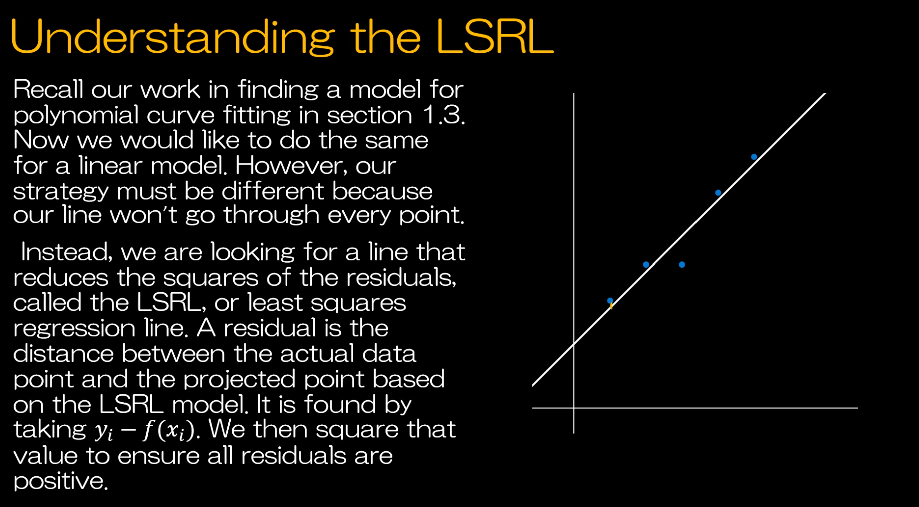 Understanding the LSRL
Recall our work in finding a model for
polynomial curve fitting in section 1.3.
Now we would like to do the same
for a linear model. However, our
strategy must be different because
our line won't go through every point.
Instead, we are looking for a line that
reduces the squares of the residuals,
called the LSRL, or least squares
regression line. A residual is the
distance between the actual data
point and the projected point based
on the LSRL model. It is found by
taking yᵢ − f(xᵢ). We then square that
value to ensure all residuals are
positive.